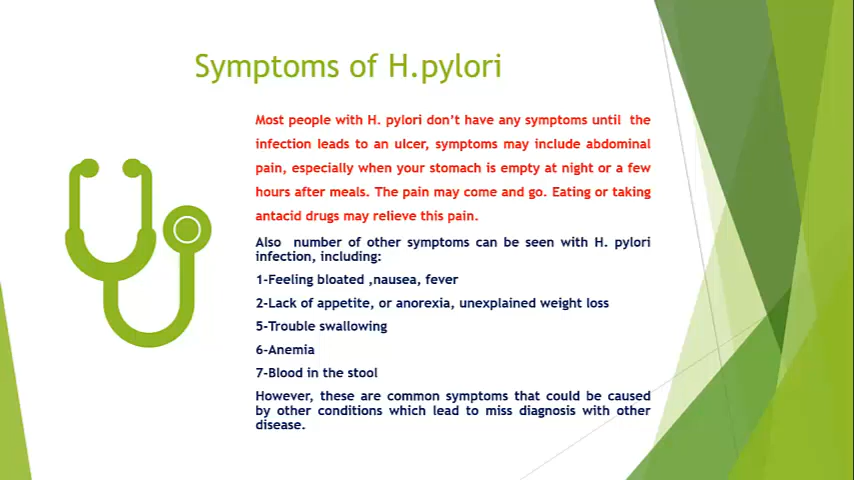 Symptoms of H.pylori
Most people with H. pylori don't have any symptoms until the
infection leads to an ulcer, symptoms may include abdominal
pain, especially when your stomach is empty at night or a few
hours after meals. The pain may come and go. Eating or taking
antacid drugs may relieve this pain.
Also number of other symptoms can be seen with H. pylori
infection, including:
1-Feeling bloated ,nausea, fever
2-Lack of appetite, or anorexia, unexplained weight loss
5-Trouble swallowing
6-Anemia
7-Blood in the stool
However, these are common symptoms that could be caused
by other conditions which lead to miss diagnosis with other
disease.